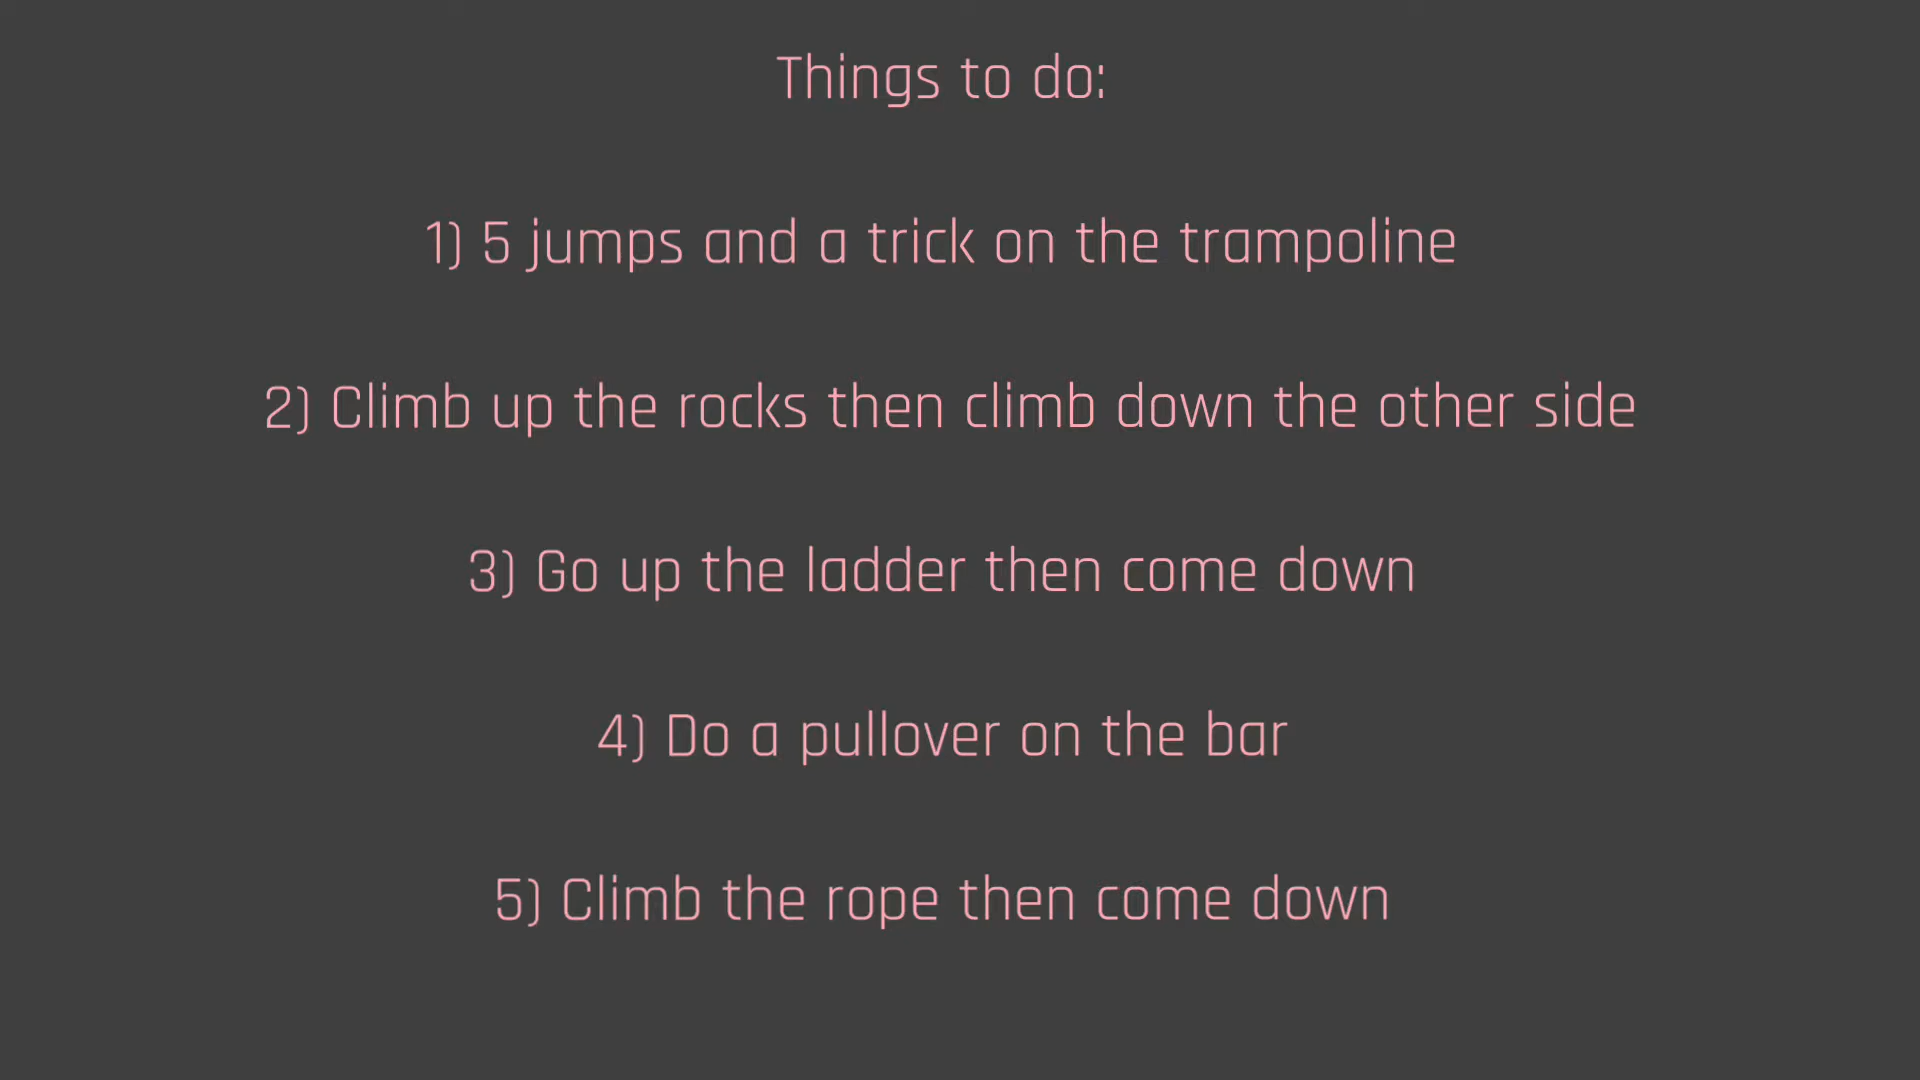 Things to do:
1) 5 jumps and a trick on the trampoline
2) Climb up the rocks then climb down the other side
3) Go up the ladder then come down
4) Do a pullover on the bar
5) Climb the rope then come down